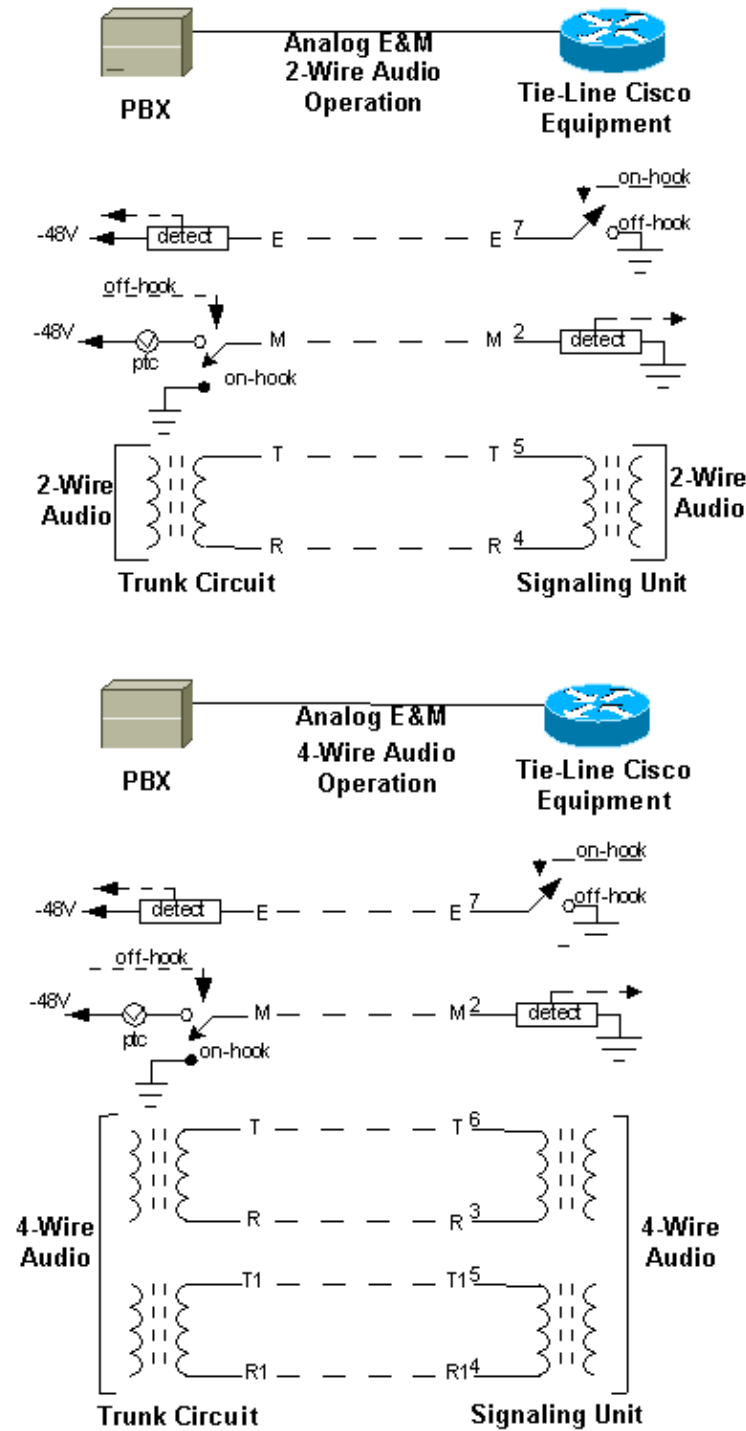 Analog E&M
2-Wire Audio
Operation
PBX
Tie-Line Cisco
Equipment
on-hook
-48V
detect
E
E
7
off-hook
off-hook
-48V
ptc
M
M
2
detect
on-hook
2-Wire
Audio
T
T
5
R
R
4
2-Wire
Audio
Trunk Circuit
Signaling Unit
Analog E&M
4-Wire Audio
Operation
PBX
Tie-Line Cisco
Equipment
on-hook
-48V
detect
E
E
7
off-hook
off-hook
-48V
ptc
M
M
2
detect
on-hook
T
T
6
R
R
3
4-Wire
Audio
4-Wire
Audio
T1
T1
5
R1
R1
4
Trunk Circuit
Signaling Unit